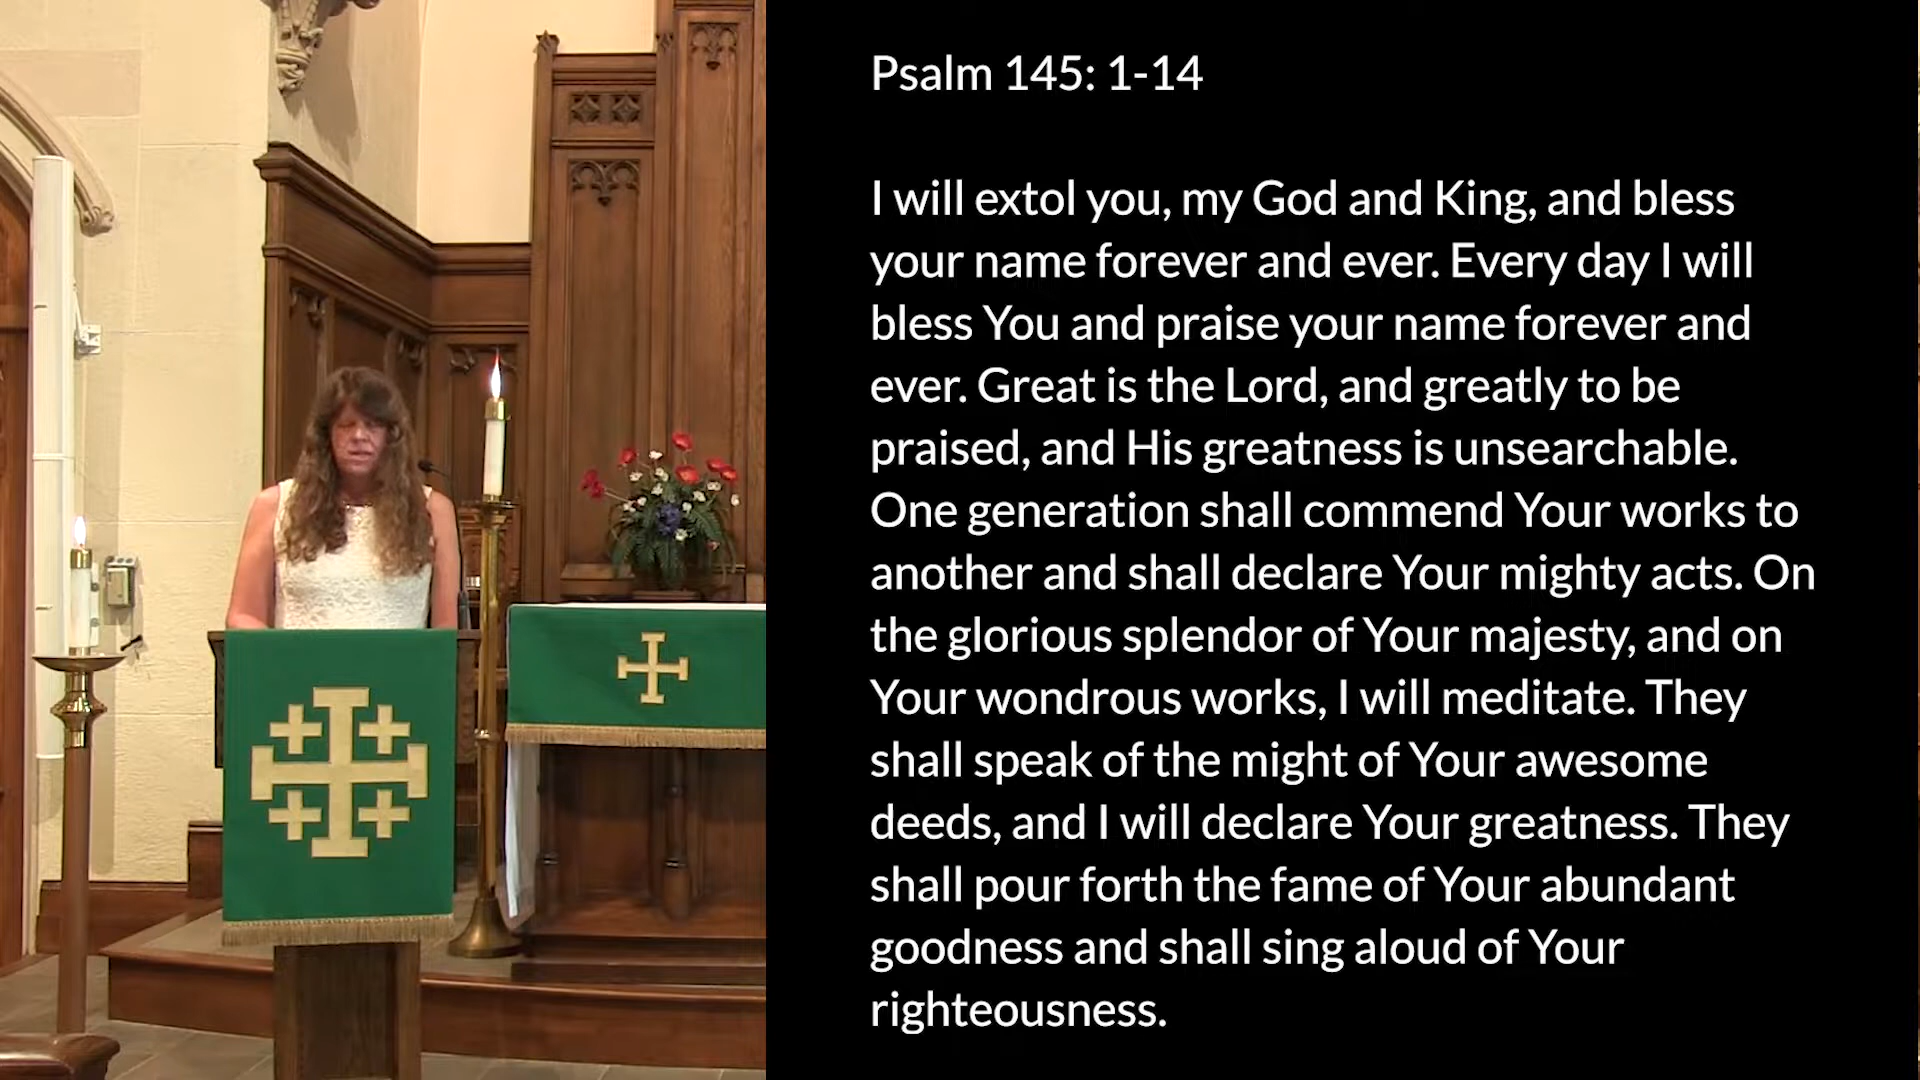 Psalm 145: 1-14
I will extol you, my God and King, and bless
your name forever and ever. Every day I will
bless You and praise your name forever and
ever. Great is the Lord, and greatly to be
praised, and His greatness is unsearchable.
One generation shall commend Your works to
another and shall declare Your mighty acts. On
the glorious splendor of Your majesty, and on
Your wondrous works, I will meditate. They
shall speak of the might of Your awesome
deeds, and I will declare Your greatness. They
shall pour forth the fame of Your abundant
goodness and shall sing aloud of Your
righteousness.